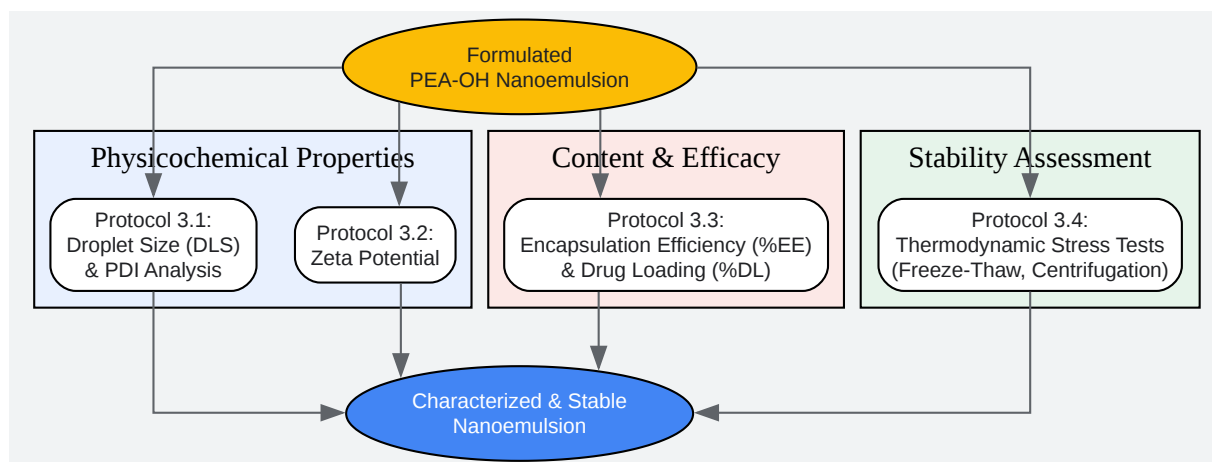 Formulated
PEA-OH Nanoemulsion
Physicochemical Properties
Content & Efficacy
Stability Assessment
Protocol 3.1:
Droplet Size (DLS)
& PDI Analysis
Protocol 3.2:
Zeta Potential
Protocol 3.3:
Encapsulation Efficiency (%EE)
& Drug Loading (%DL)
Protocol 3.4:
Thermodynamic Stress Tests
(Freeze-Thaw, Centrifugation)
Characterized & Stable
Nanoemulsion